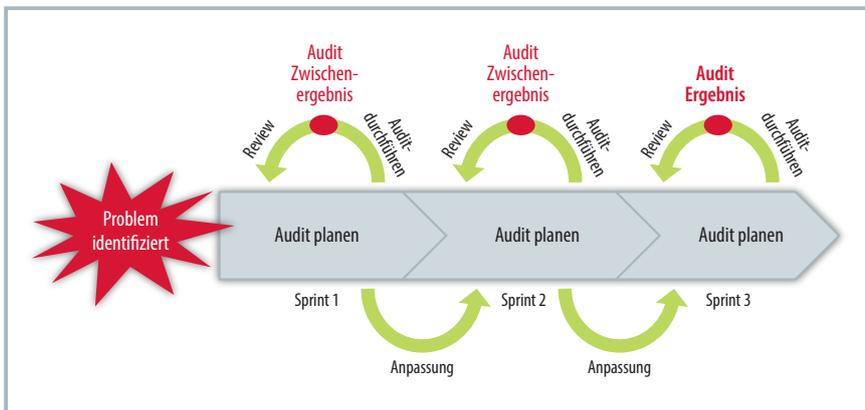 Audit
Zwischen-
ergebnis
Audit
Zwischen-
ergebnis
Audit
Ergebnis
Review
Audit-
durchführen
Review
Audit-
durchführen
Review
Audit-
durchführen
Problem
identifiziert
Audit planen
Audit planen
Audit planen
Sprint 1
Sprint 2
Sprint 3
Anpassung
Anpassung